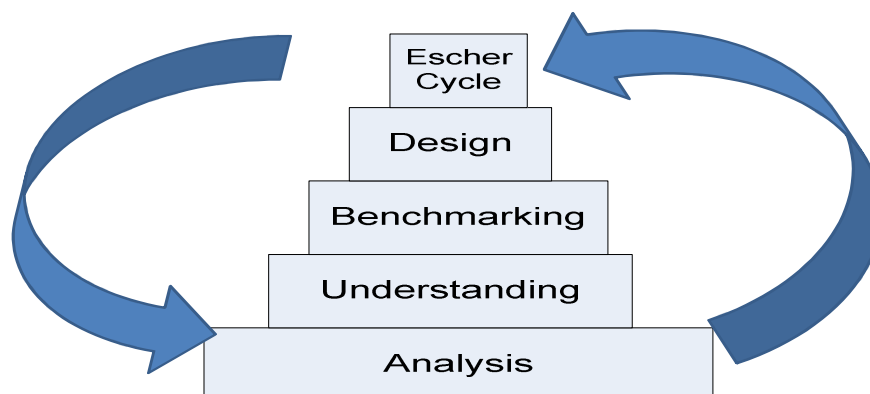 Escher
Cycle
Design
Benchmarking
Understanding
Analysis